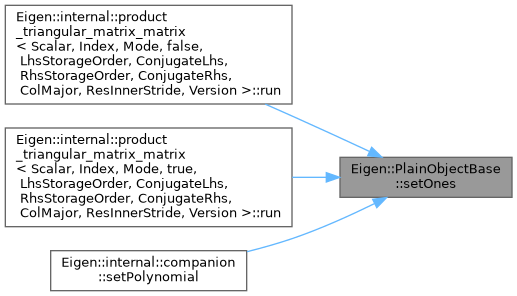 Eigen::internal::product
_triangular_matrix_matrix
< Scalar, Index, Mode, false,
LhsStorageOrder, ConjugateLhs,
RhsStorageOrder, ConjugateRhs,
ColMajor, ResInnerStride, Version >::run
Eigen::internal::product
_triangular_matrix_matrix
< Scalar, Index, Mode, true,
LhsStorageOrder, ConjugateLhs,
RhsStorageOrder, ConjugateRhs,
ColMajor, ResInnerStride, Version >::run
Eigen::PlainObjectBase
::setOnes
Eigen::internal::companion
::setPolynomial